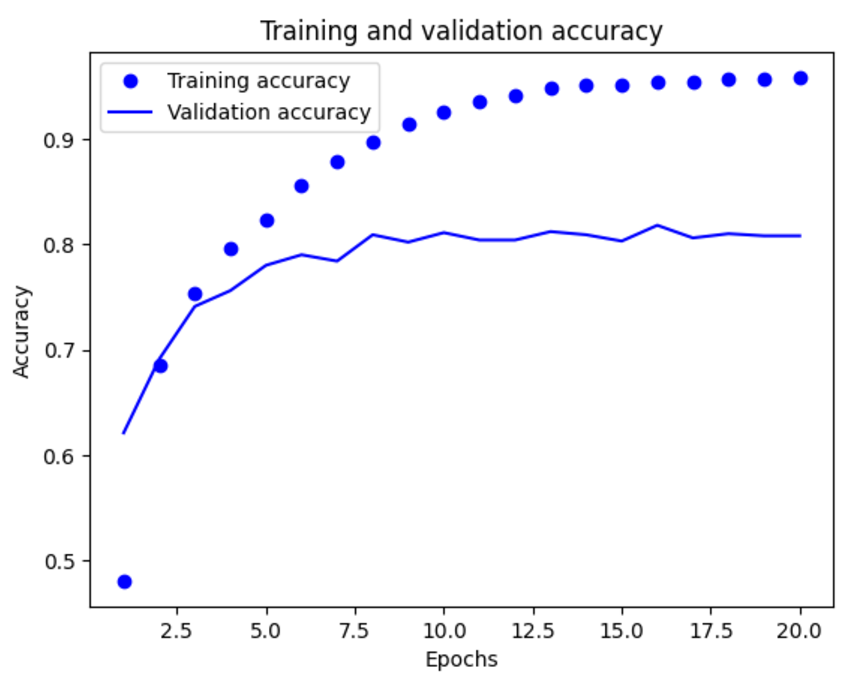 Training and validation accuracy
Training accuracy
Validation accuracy
0.9
0.8
0.7
0.6
0.5
Accuracy
2.5 5.0 7.5 10.0 12.5 15.0 17.5 20.0
Epochs